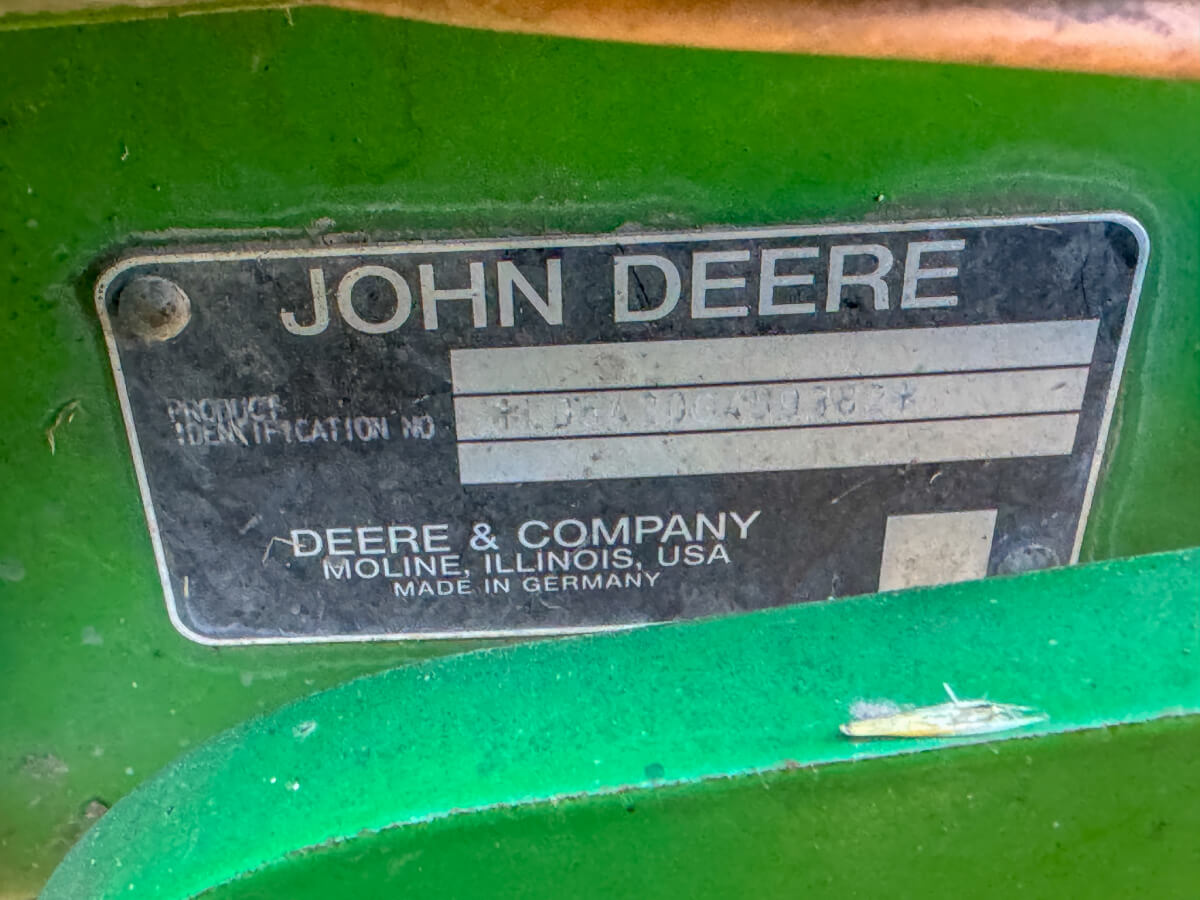 JOHN DEERE
PRODUCT
IDENTIFICATION NO
DEERE & COMPANY
MOLINE, ILLINOIS, USA
MADE IN GERMANY